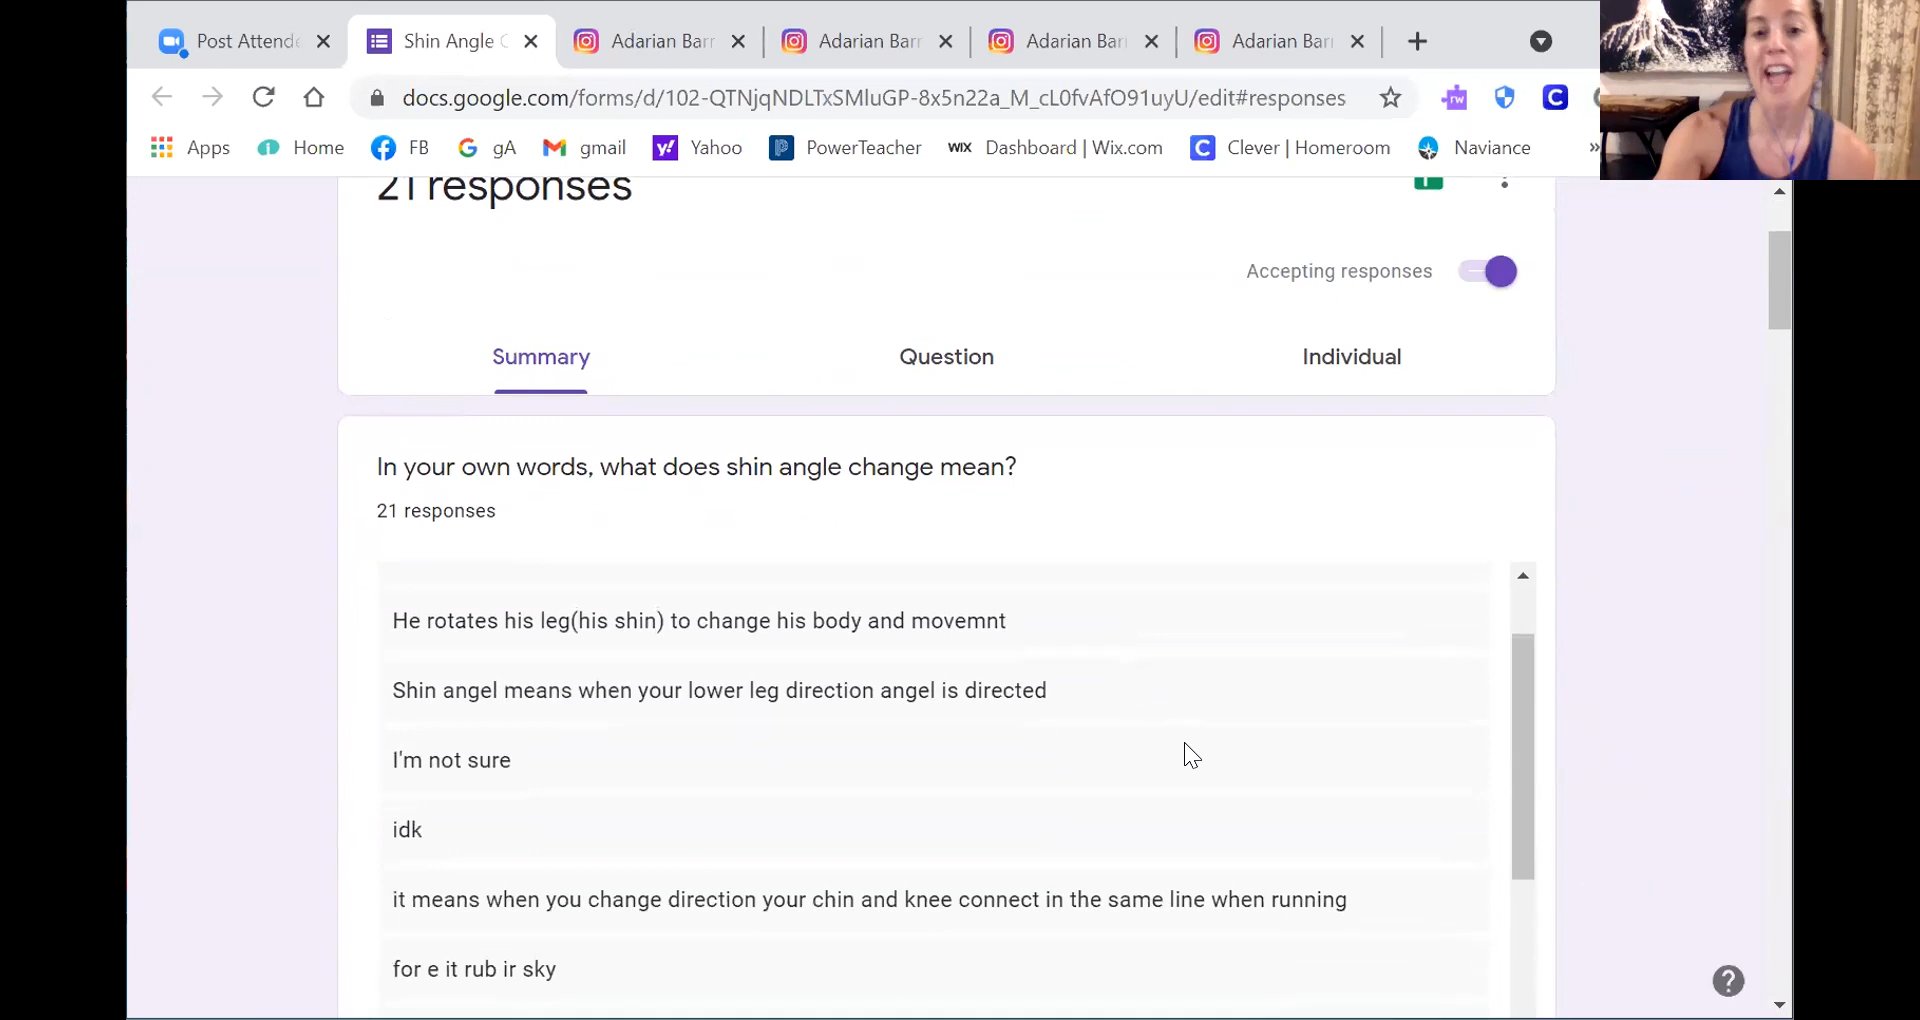 Post Attende
Shin Angle C
Adarian Barr
Adarian Barr
Adarian Bar
Adarian Bar
docs.google.com/forms/d/102-QTNjqNDLTxSMluGP-8x5n22a_M_cL0fvAfO91uyU/edit#responses
rw
C
Apps
Home
FB
gA
gmail
Yahoo
PowerTeacher
WIX Dashboard | Wix.com
C Clever | Homeroom
Naviance
»
21 responses
Accepting responses
Summary
Question
Individual
In your own words, what does shin angle change mean?
21 responses
He rotates his leg(his shin) to change his body and movemnt
Shin angel means when your lower leg direction angel is directed
I'm not sure
idk
it means when you change direction your chin and knee connect in the same line when running
for e it rub ir sky
?